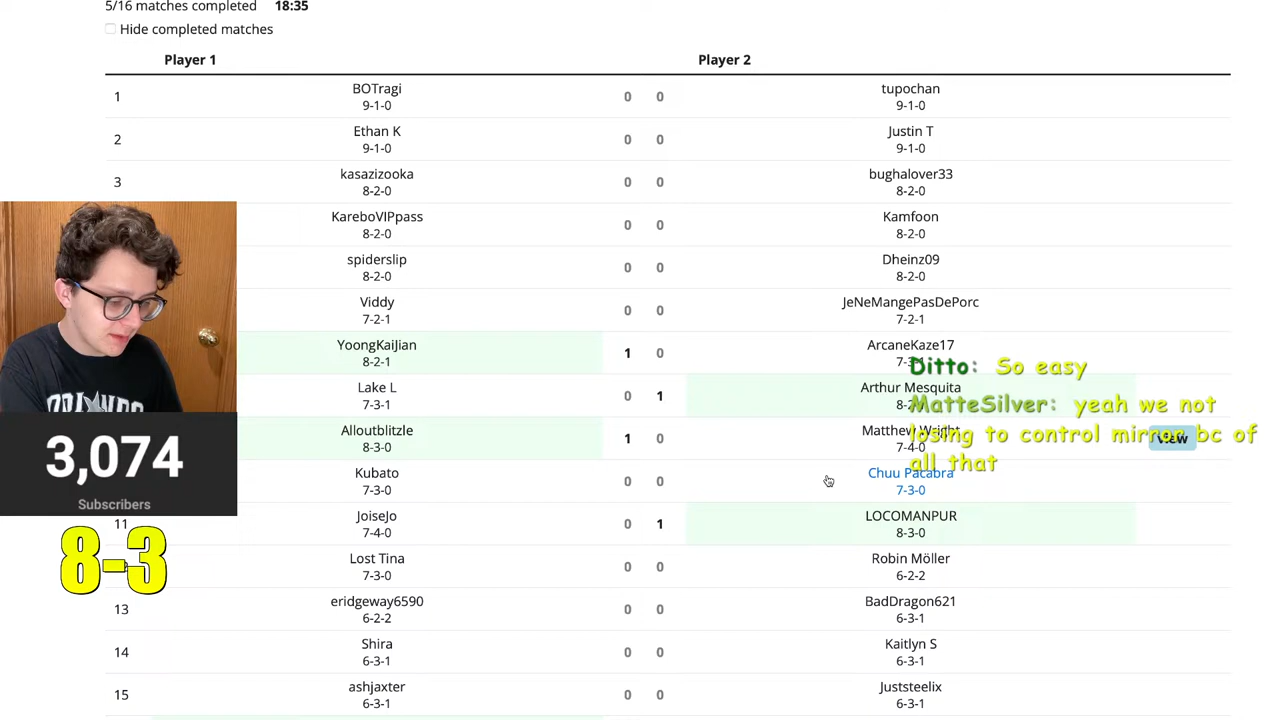 5/16 matches completed 18:35
Hide completed matches
Player 1 Player 2
1 BOTragi 9-1-0 0 0 tupochan 9-1-0
2 Ethan K 9-1-0 0 0 Justin T 9-1-0
3 kasazizooka 8-2-0 0 0 bughalover33 8-2-0
KareboVIPpass 8-2-0 0 0 Kamfoon 8-2-0
spiderslip 8-2-0 0 0 Dheinz09 8-2-0
Viddy 7-2-1 0 0 JeNeMangePasDePorc 7-2-1
YoongKaiJian 8-2-1 1 0 ArcaneKaze17
Lake L 7-3-1 0 1 Arthur Mesquita
Alloutblitzle 8-3-0 1 0 Matthew Wright 7-4-0 view
Kubato 7-3-0 0 0 Chuu Pacabra 7-3-0
11 JoiseJo 7-4-0 0 1 LOCOMANPUR 8-3-0
Lost Tina 7-3-0 0 0 Robin Möller 6-2-2
13 eridgeway6590 6-2-2 0 0 BadDragon621 6-3-1
14 Shira 6-3-1 0 0 Kaitlyn S 6-3-1
15 ashjaxter 6-3-1 0 0 Juststeelix 6-3-1
Ditto: So easy
MatteSilver: yeah we not
losing to control mirror bc of
all that
3,074
Subscribers
8-3